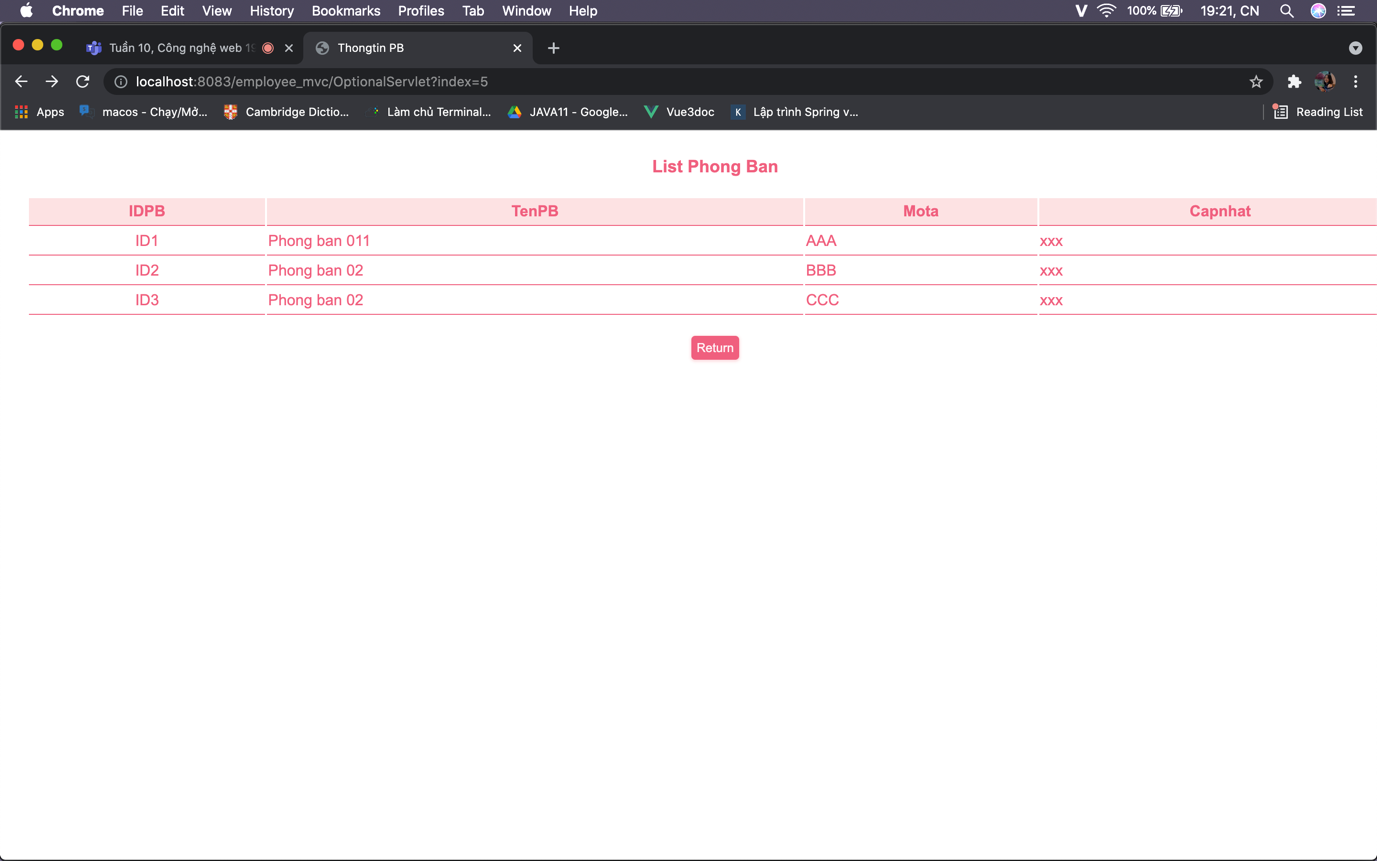 Chrome File Edit View History Bookmarks Profiles Tab Window Help V 100% 19:21, CN
Tuần 10, Công nghệ web Thongtin PB
localhost:8083/employee_mvc/OptionalServlet?index=5
Apps macos - Chạy/Mở... Cambridge Dictio... Làm chủ Terminal... JAVA11 - Google... Vue3doc K Lập trình Spring v... Reading List
List Phong Ban
IDPB TenPB Mota Capnhat
ID1 Phong ban 011 AAA xxx
ID2 Phong ban 02 BBB xxx
ID3 Phong ban 02 CCC xxx
Return